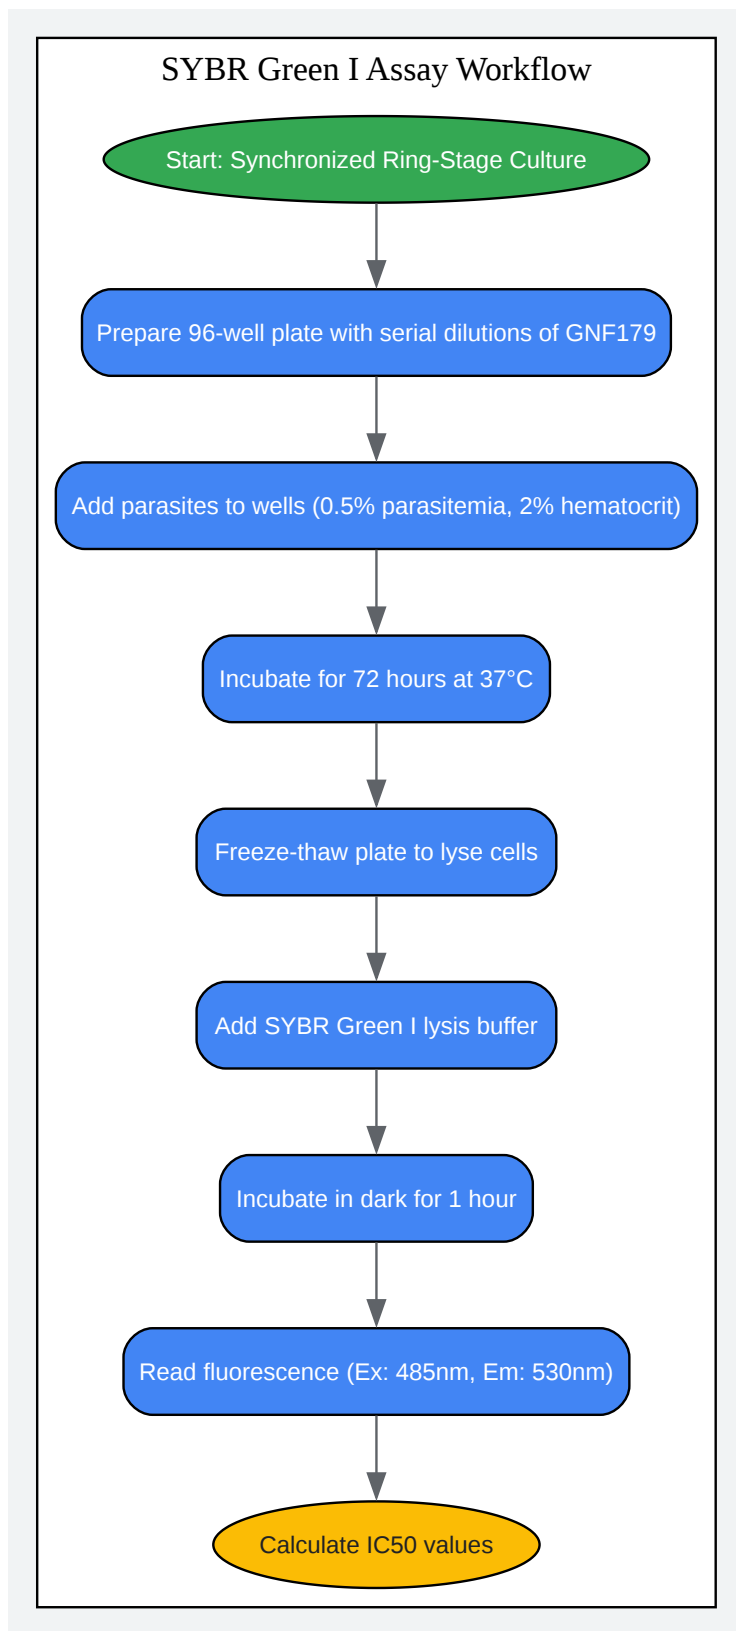 SYBR Green I Assay Workflow
Start: Synchronized Ring-Stage Culture
Prepare 96-well plate with serial dilutions of GNF179
Add parasites to wells (0.5% parasitemia, 2% hematocrit)
Incubate for 72 hours at 37°C
Freeze-thaw plate to lyse cells
Add SYBR Green I lysis buffer
Incubate in dark for 1 hour
Read fluorescence (Ex: 485nm, Em: 530nm)
Calculate IC50 values